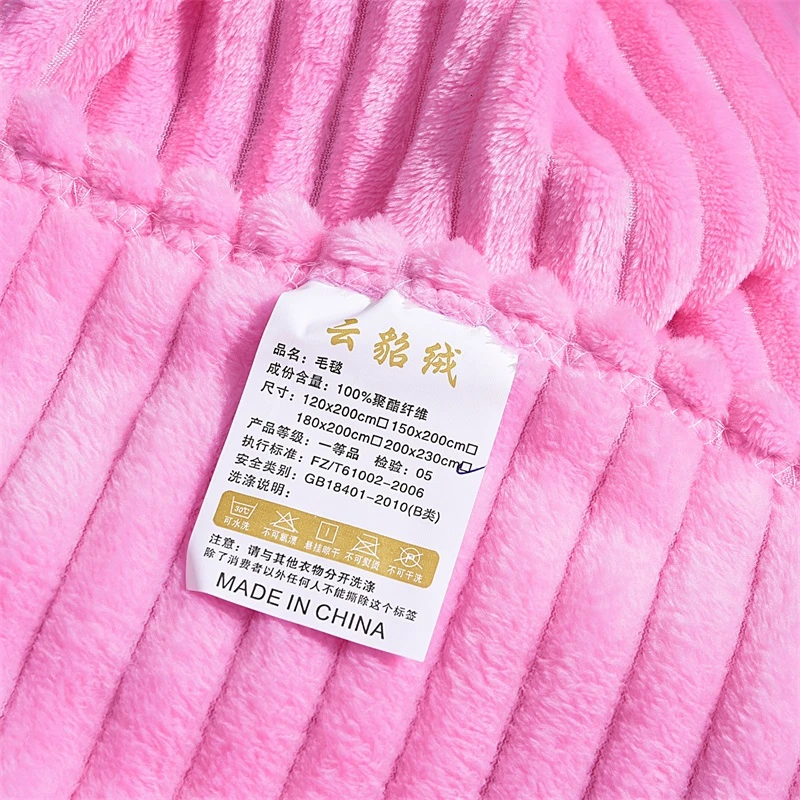 云貂绒
品名：毛毯
成份含量：100%聚酯纤维
尺寸：120x200cm□ 150x200cm□
180x200cm□ 200x230cm□
产品等级：一等品 检验：05
执行标准：FZ/T61002-2006
安全类别：GB18401-2010(B类)
洗涤说明：
30℃
可水洗 不可氯漂 悬挂晾干 不可熨烫 不可干洗
注意：请与其他衣物分开洗涤
除了消费者以外任何人不能撕除这个标签
MADE IN CHINA